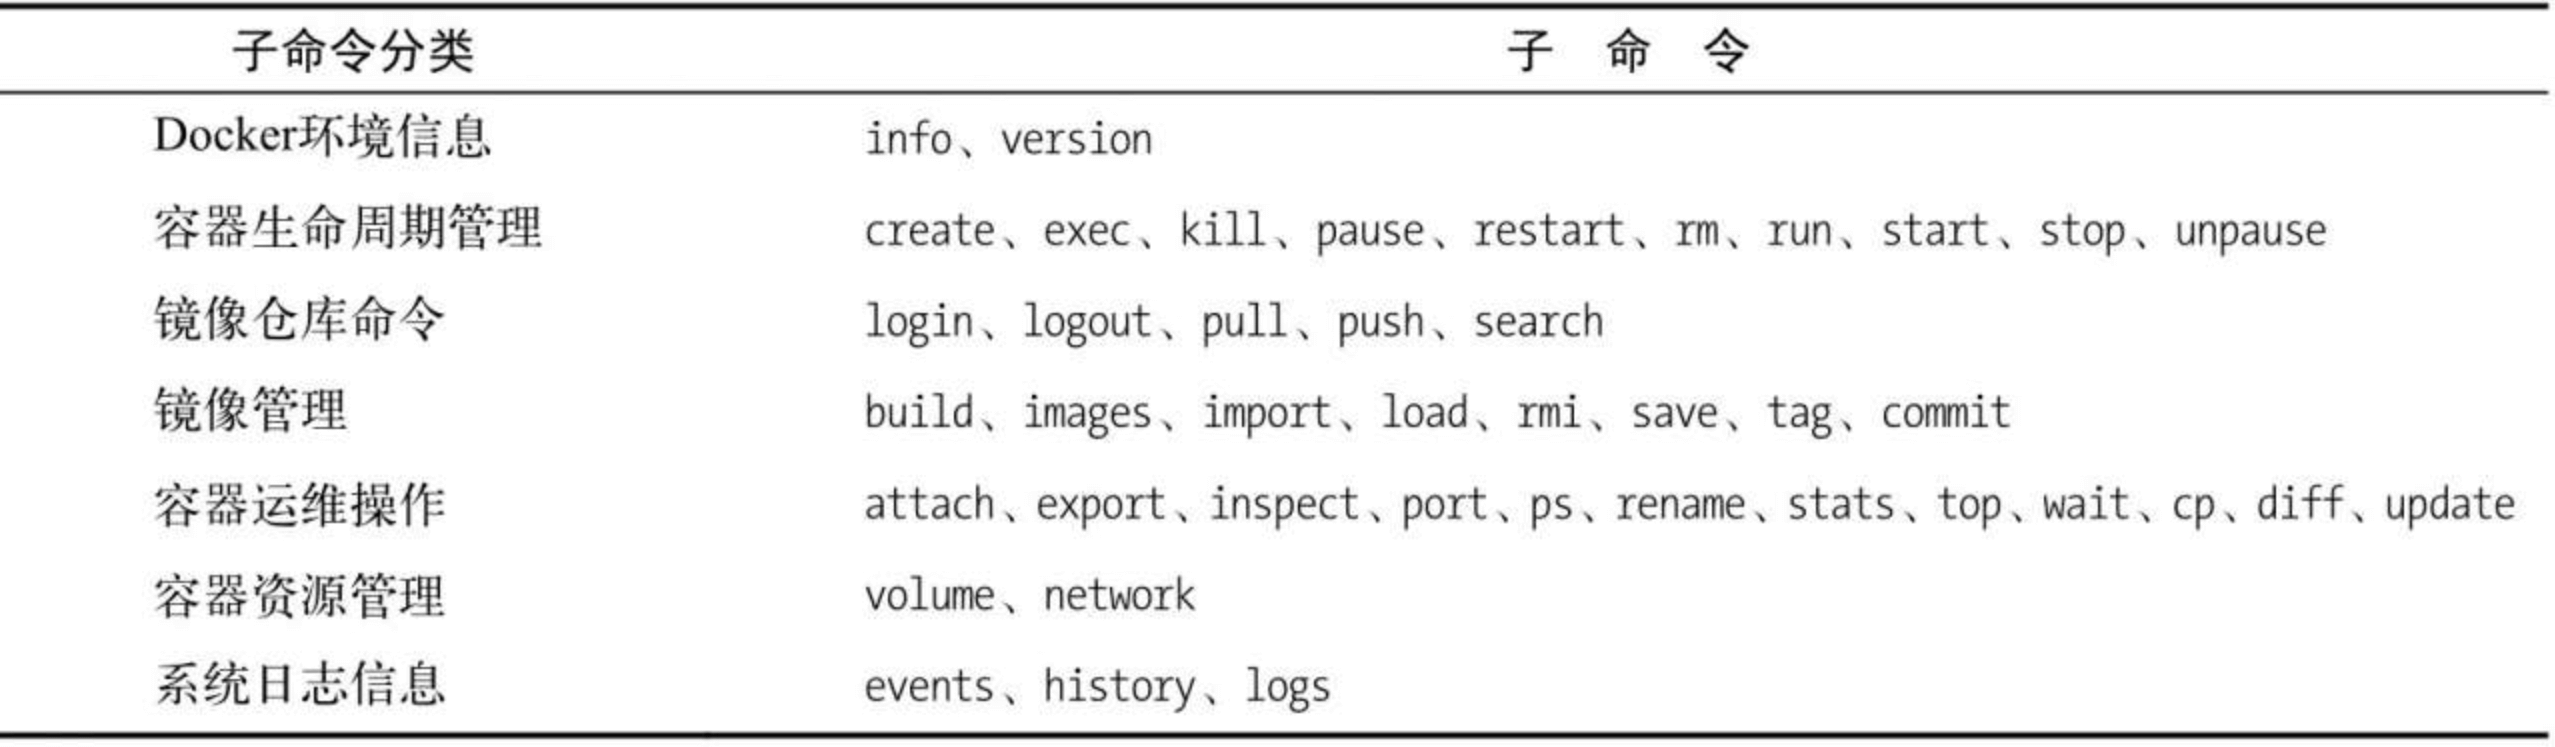 子命令分类 子 命 令
Docker环境信息 info、version
容器生命周期管理 create、exec、kill、pause、restart、rm、run、start、stop、unpause
镜像仓库命令 login、logout、pull、push、search
镜像管理 build、images、import、load、rmi、save、tag、commit
容器运维操作 attach、export、inspect、port、ps、rename、stats、top、wait、cp、diff、update
容器资源管理 volume、network
系统日志信息 events、history、logs